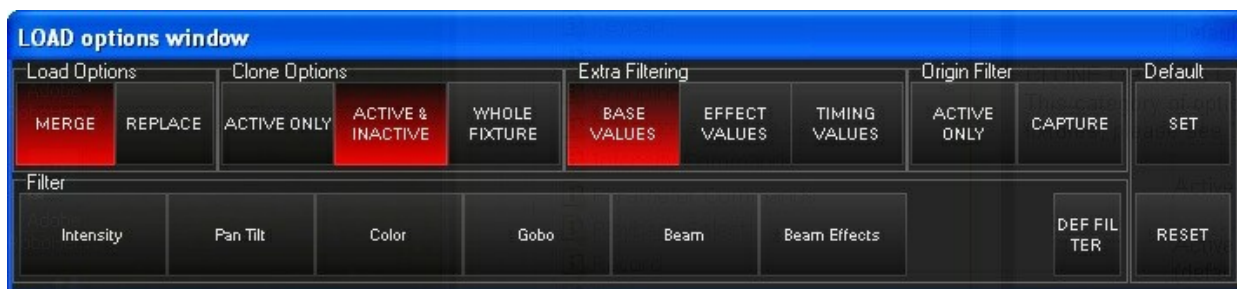 LOAD options window
Load Options
Clone Options
Extra Filtering
Origin Filter
Default
MERGE
REPLACE
ACTIVE ONLY
ACTIVE &
INACTIVE
WHOLE
FIXTURE
BASE
VALUES
EFFECT
VALUES
TIMING
VALUES
ACTIVE
ONLY
CAPTURE
SET
Filter
Intensity
Pan Tilt
Color
Gobo
Beam
Beam Effects
DEF FIL
TER
RESET